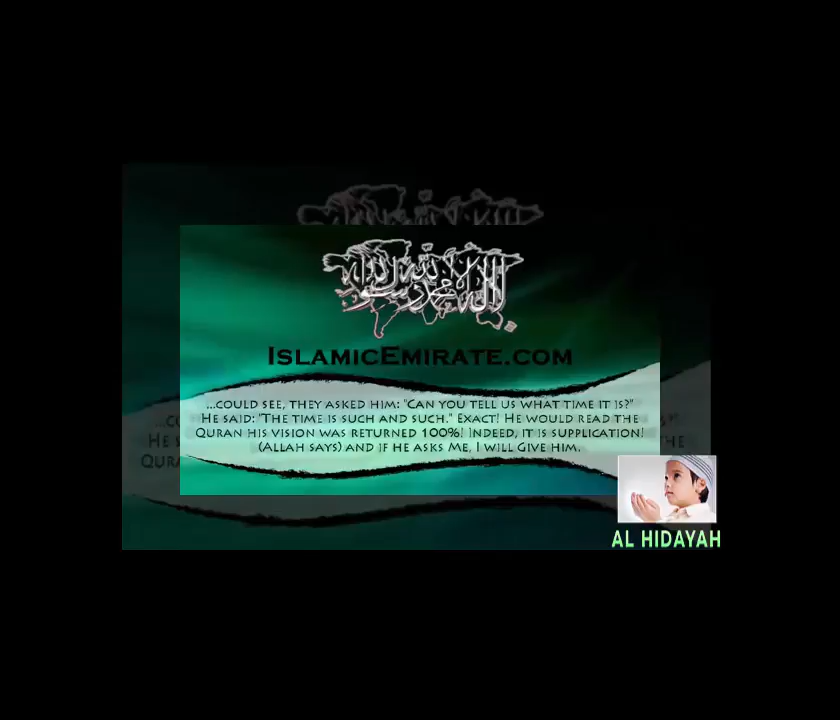 IslamicEmirate.com
...could see, they asked him: "Can you tell us what time it is?"
He said: "The time is such and such." Exact! He would read the
Quran his vision was returned 100%! Indeed, it is supplication!
(Allah says) and if he asks Me, I will give him.
AL HIDAYAH